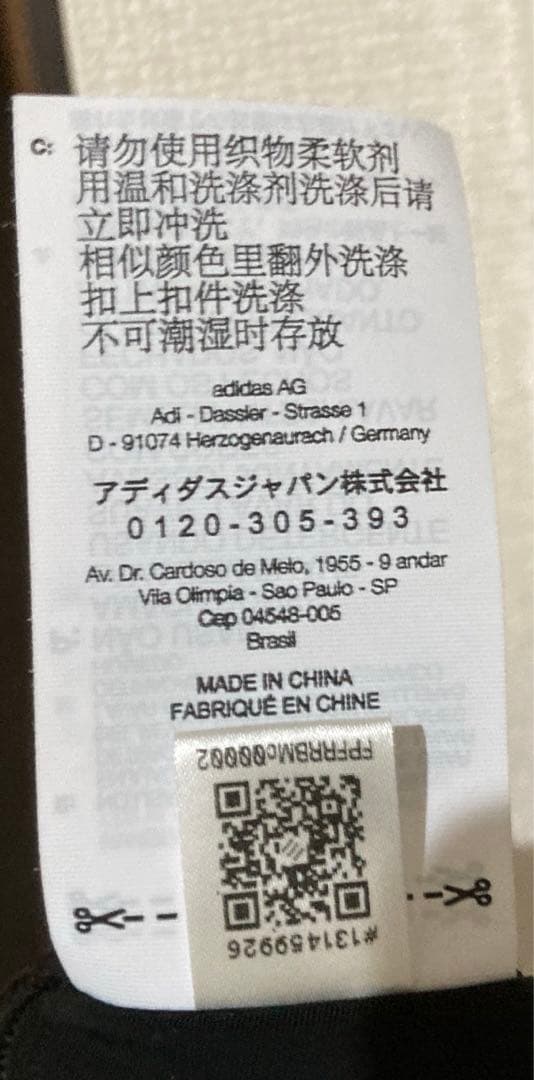 C: 请勿使用织物柔软剂
用温和洗涤剂洗涤后请
立即冲洗
相似颜色里翻外洗涤
扣上扣件洗涤
不可潮湿时存放
adidas AG
Adi - Dassler - Strasse 1
D - 91074 Herzogenaurach / Germany
アディダスジャパン株式会社
0120-305-393
Av. Dr. Cardoso de Melo, 1955 - 9 andar
Vila Olimpia - Sao Paulo - SP
Cep 04548-005
Brasil
MADE IN CHINA
FABRIQUÉ EN CHINE
#131459926